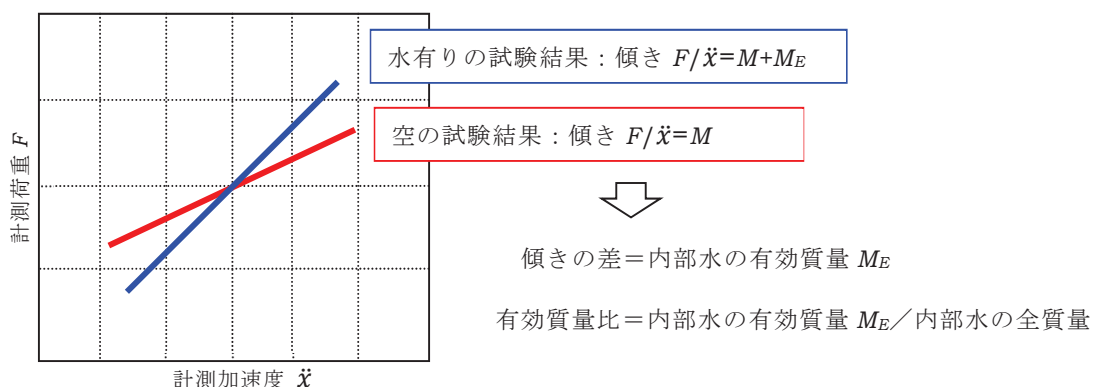 水有りの試験結果：傾き F/ẍ=M+ME
空の試験結果：傾き F/ẍ=M
計測荷重 F
傾きの差＝内部水の有効質量 ME
有効質量比＝内部水の有効質量 ME／内部水の全質量
計測加速度 ẍ